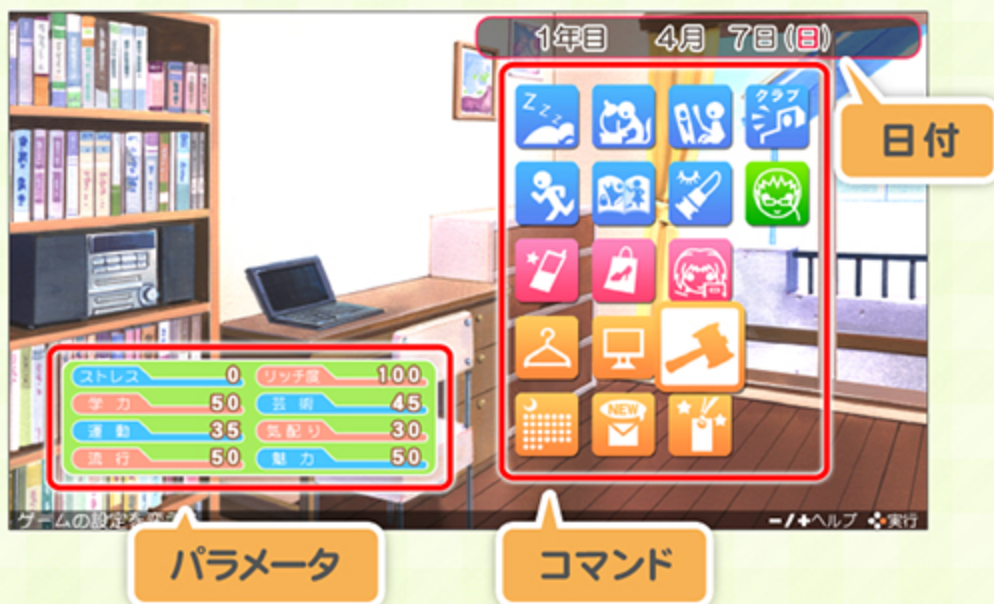 1年目 4月 7日(日)
日付
Z Z Z
クラブ
ストレス 0 リッチ度 100
学力 50 芸術 45
運動 35 気配り 30
流行 50 魅力 50
NEW
ゲームの設定を変
-/+ヘルプ 実行
パラメータ
コマンド